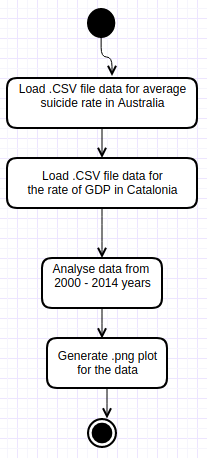 Load .CSV file data for average
suicide rate in Australia
Load .CSV file data for
the rate of GDP in Catalonia
Analyse data from
2000 - 2014 years
Generate .png plot
for the data